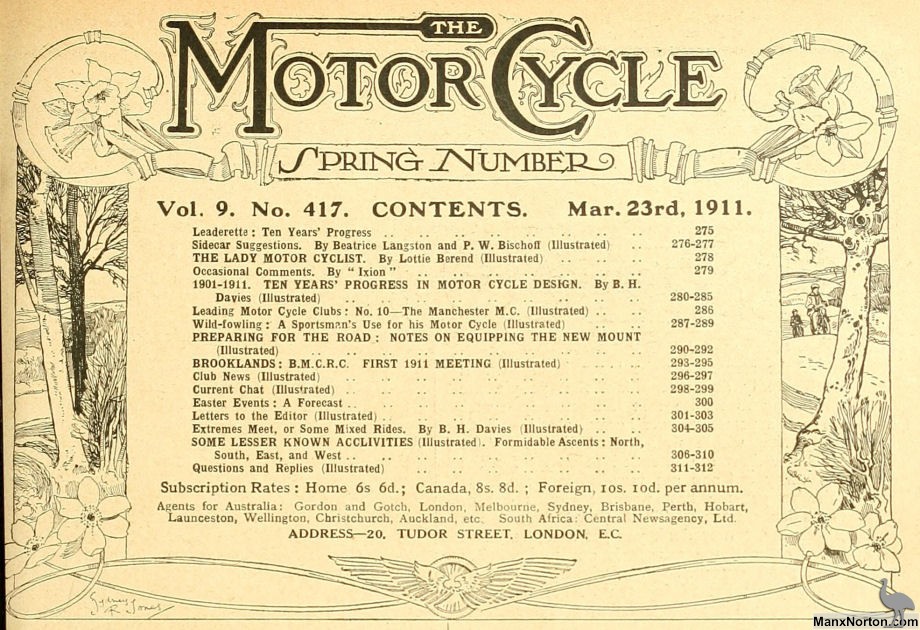 THE
MOTOR CYCLE
SPRING NUMBER
Vol. 9. No. 417. CONTENTS. Mar. 23rd, 1911.
Leaderette : Ten Years' Progress .. .. .. .. .. .. .. .. 275
Sidecar Suggestions. By Beatrice Langston and P. W. Bischoff (Illustrated) .. .. 276-277
THE LADY MOTOR CYCLIST. By Lottie Berend (Illustrated) .. .. .. .. 278
Occasional Comments. By "Ixion" .. .. .. .. .. .. .. 279
1901-1911. TEN YEARS' PROGRESS IN MOTOR CYCLE DESIGN. By B. H.
Davies (Illustrated) .. .. .. .. .. .. .. .. 280-285
Leading Motor Cycle Clubs : No. 10—The Manchester M.C. (Illustrated) .. .. 286
Wild-fowling : A Sportsman's Use for his Motor Cycle (Illustrated) .. .. .. 287-289
PREPARING FOR THE ROAD : NOTES ON EQUIPPING THE NEW MOUNT
(Illustrated) .. .. .. .. .. .. .. .. 290-292
BROOKLANDS : B.M.C.R.C. FIRST 1911 MEETING (Illustrated) .. .. .. 293-295
Club News (Illustrated) .. .. .. .. .. .. .. .. 296-297
Current Chat (Illustrated) .. .. .. .. .. .. .. .. 298-299
Easter Events : A Forecast .. .. .. .. .. .. .. .. 300
Letters to the Editor (Illustrated) .. .. .. .. .. .. .. 301-303
Extremes Meet, or Some Mixed Rides. By B. H. Davies (Illustrated) .. .. .. 304-305
SOME LESSER KNOWN ACCLIVITIES (Illustrated). Formidable Ascents : North,
South, East, and West .. .. .. .. .. .. .. .. 306-310
Questions and Replies (Illustrated) .. .. .. .. .. .. .. 311-312
Subscription Rates : Home 6s 6d. ; Canada, 8s. 8d. ; Foreign, 10s. 10d. per annum.
Agents for Australia: Gordon and Gotch, London, Melbourne, Sydney, Brisbane, Perth, Hobart,
Launceston, Wellington, Christchurch, Auckland, etc. South Africa: Central Newsagency, Ltd.
ADDRESS—20, TUDOR STREET, LONDON, E.C.
Sydney
R. Jones
ManxNorton.com